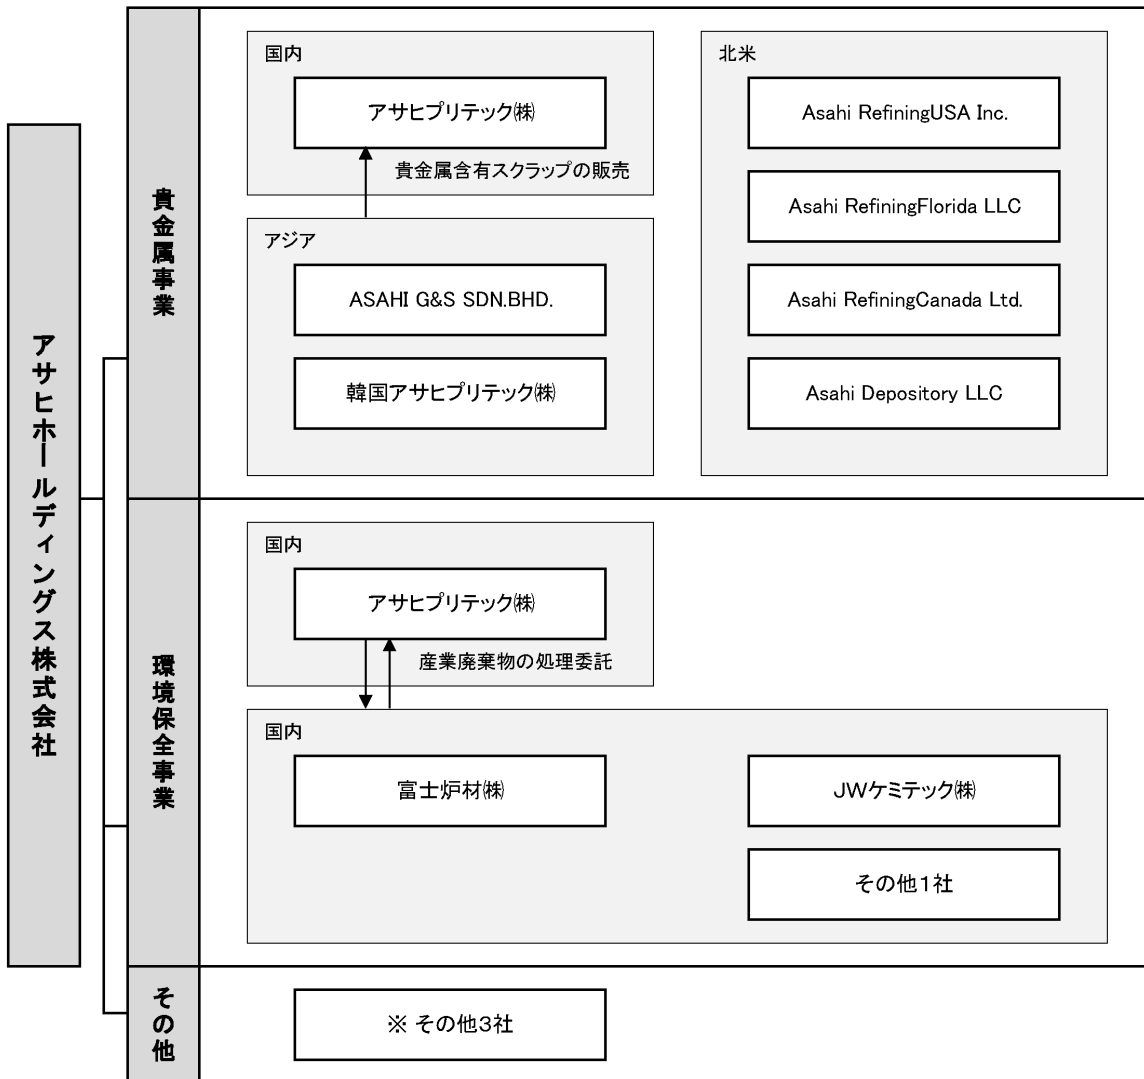 アサヒホールディングス株式会社
貴金属事業
国内
アサヒプリテック㈱
貴金属含有スクラップの販売
アジア
ASAHI G&S SDN.BHD.
韓国アサヒプリテック㈱
北米
Asahi RefiningUSA Inc.
Asahi RefiningFlorida LLC
Asahi RefiningCanada Ltd.
Asahi Depository LLC
環境保全事業
国内
アサヒプリテック㈱
産業廃棄物の処理委託
国内
富士炉材㈱
JWケミテック㈱
その他1社
その他
※ その他3社